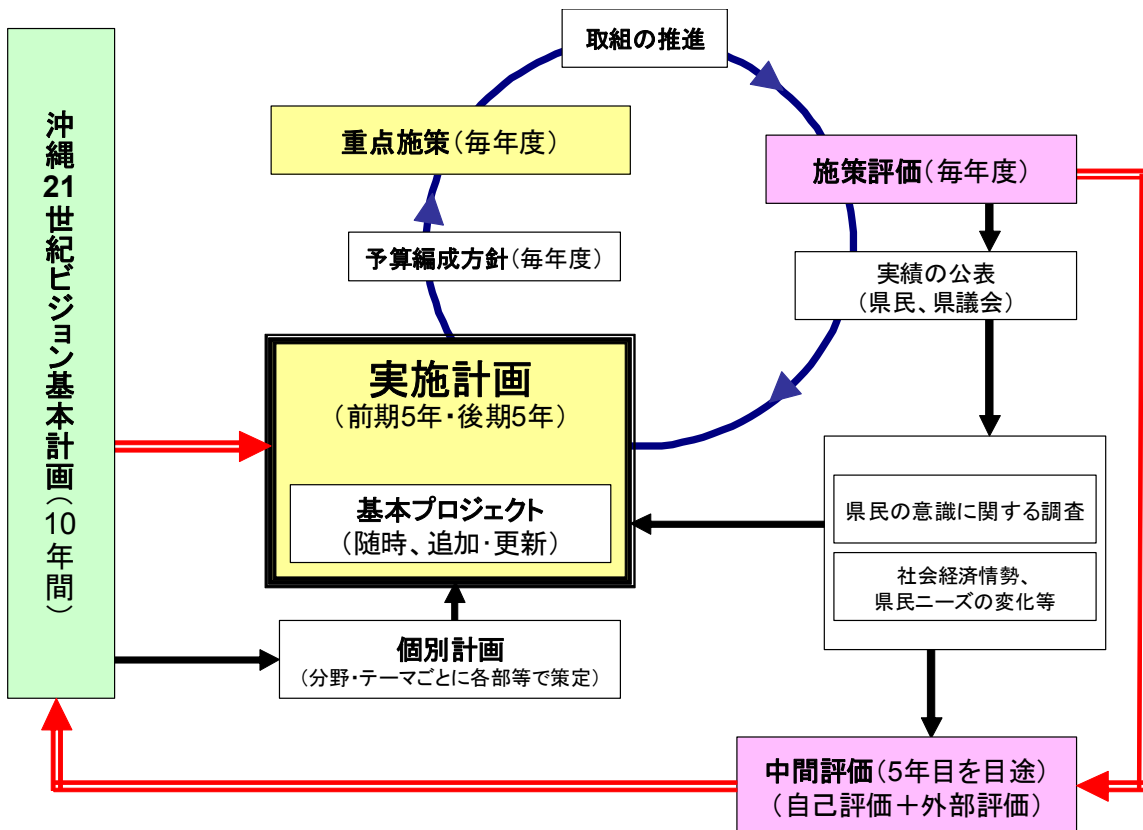 沖縄21世紀ビジョン基本計画(10年間)
取組の推進
重点施策(毎年度)
施策評価(毎年度)
予算編成方針(毎年度)
実績の公表
(県民、県議会)
実施計画
(前期5年・後期5年)
基本プロジェクト
(随時、追加・更新)
県民の意識に関する調査
社会経済情勢、
県民ニーズの変化等
個別計画
(分野・テーマごとに各部等で策定)
中間評価(5年目を目途)
(自己評価+外部評価)